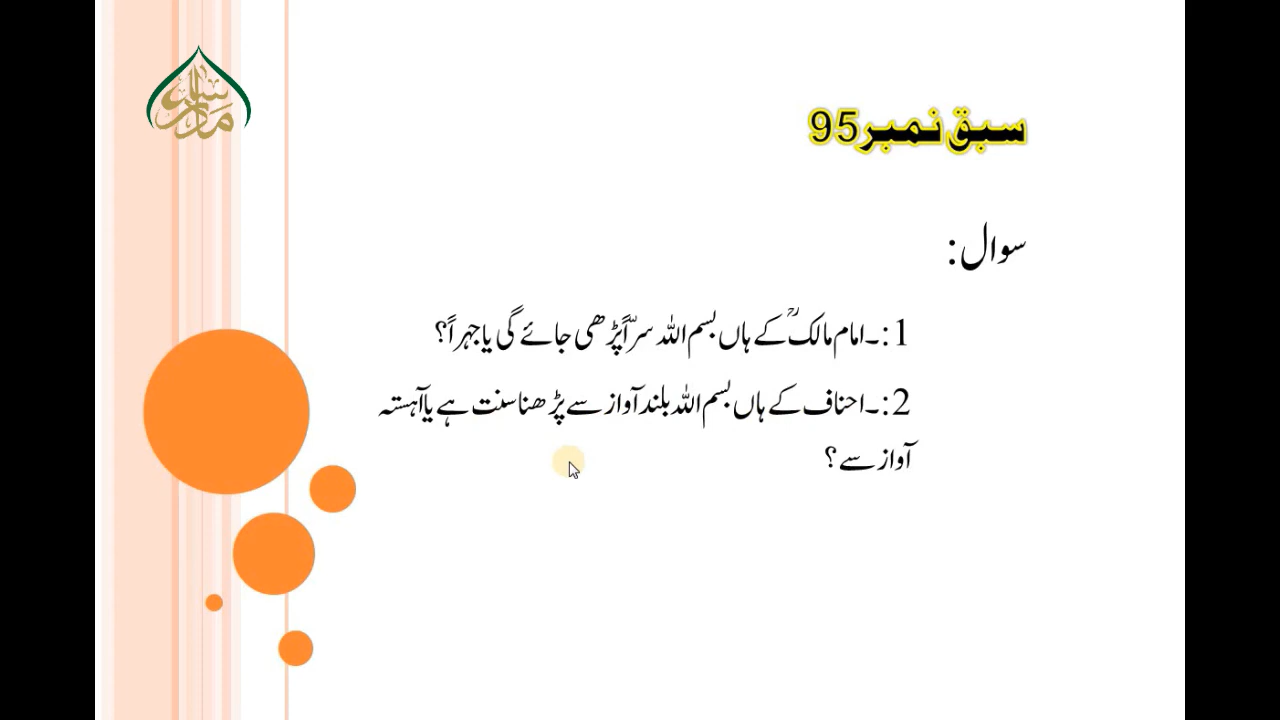 سبق نمبر95
سوال:
1:۔امام مالکؒ کے ہاں بسم اللہ سرّاً پڑھی جائے گی یا جہراً؟
2:۔احناف کے ہاں بسم اللہ بلند آواز سے پڑھنا سنت ہے یا آہستہ
آواز سے؟